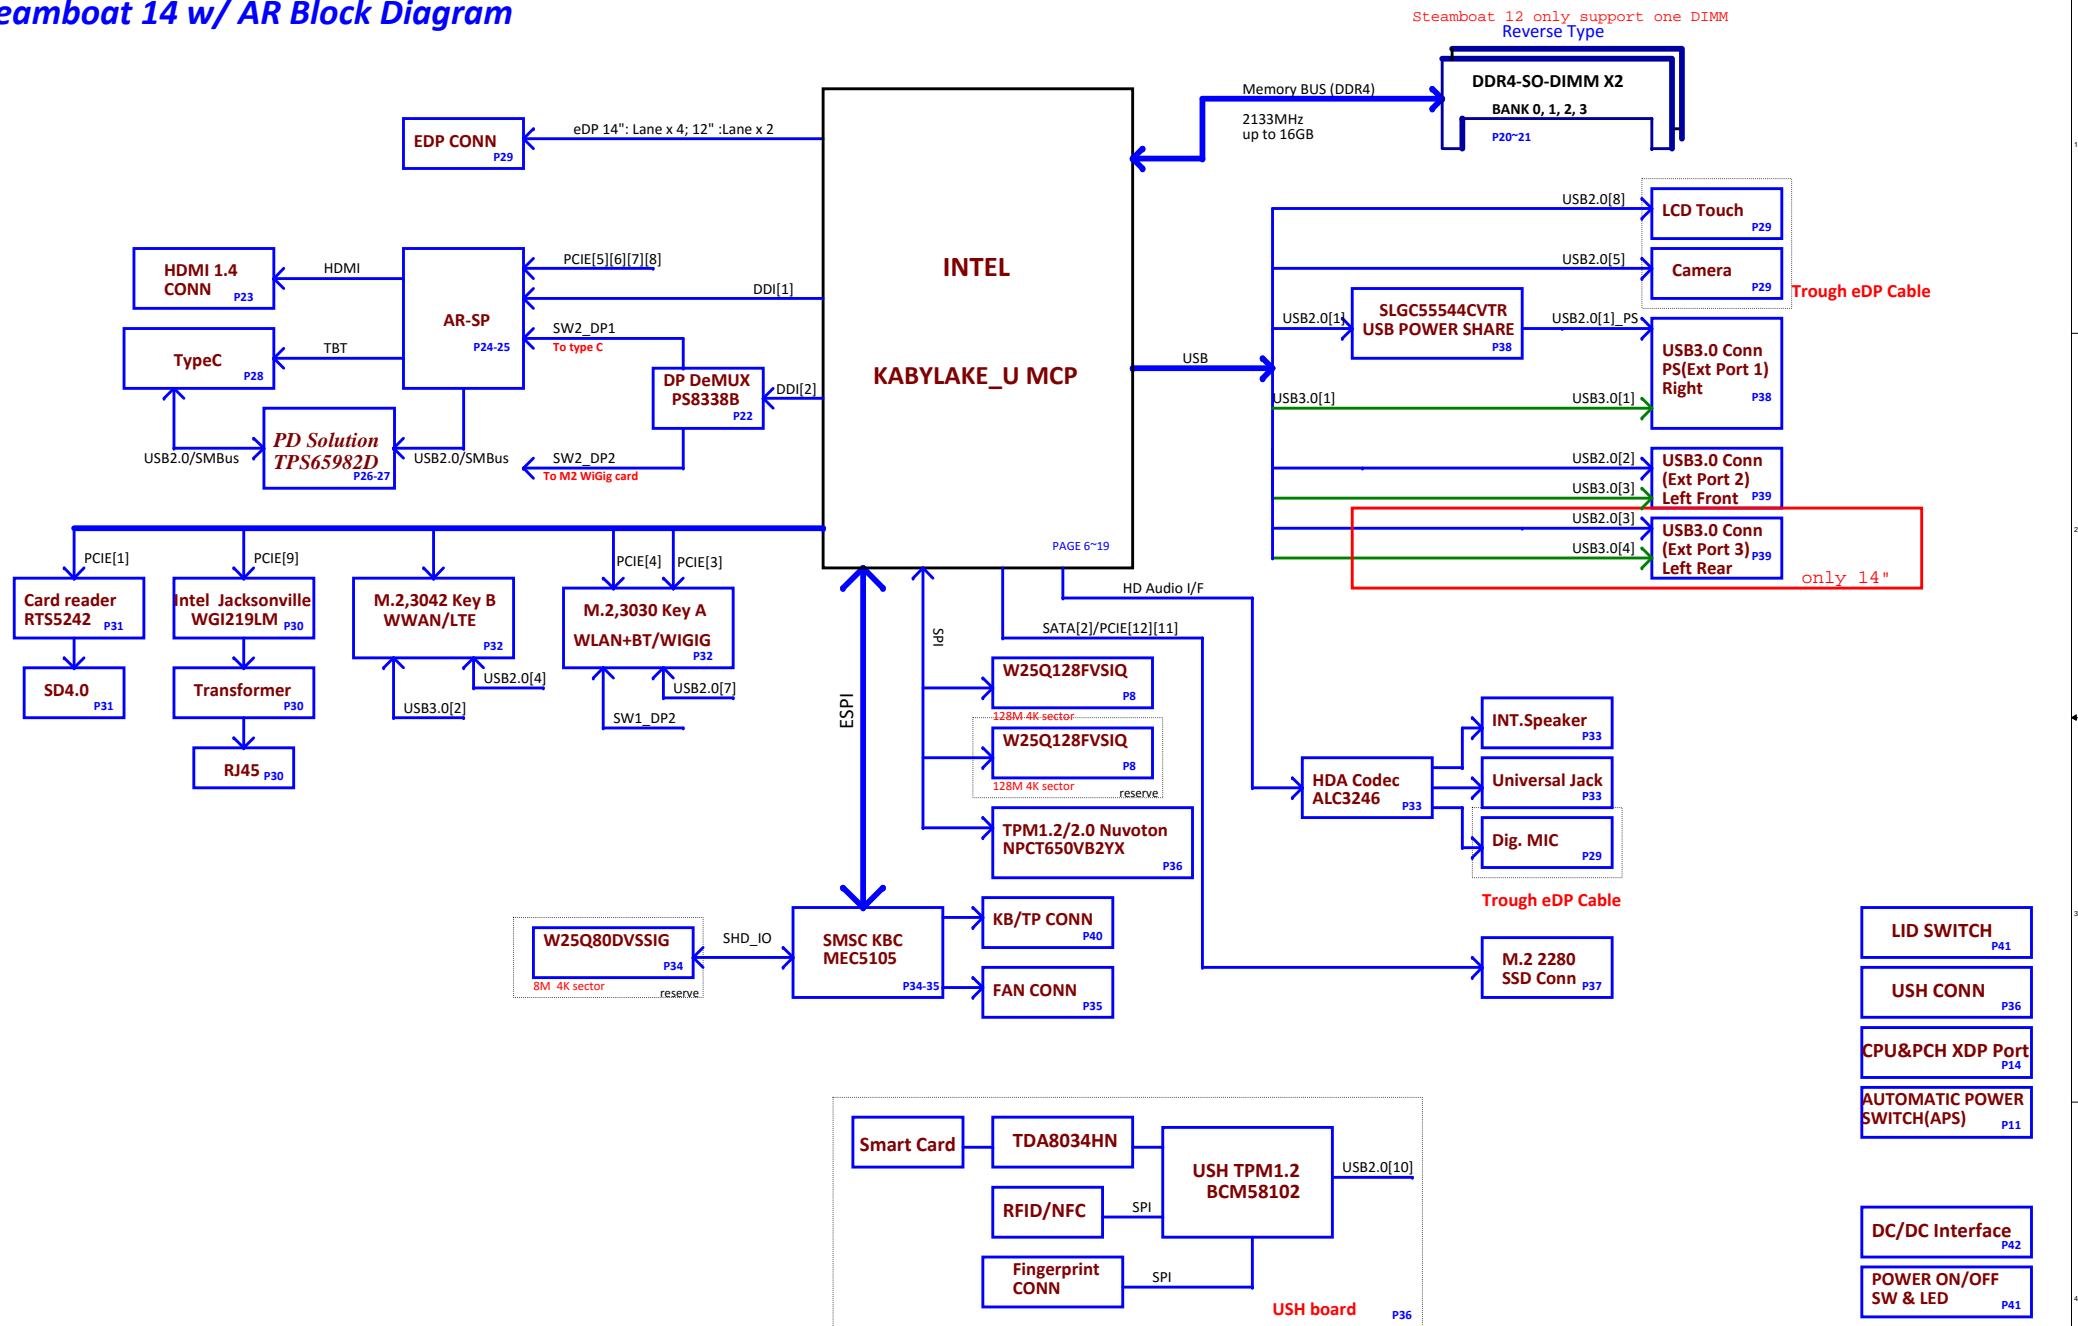 eamboat 14 w/ AR Block Diagram
Steamboat 12 only support one DIMM
Reverse Type
DDR4-SO-DIMM X2
BANK 0, 1, 2, 3
P20~21
Memory BUS (DDR4)
2133MHz
up to 16GB
INTEL
KABYLAKE_U MCP
PAGE 6~19
eDP 14": Lane x 4; 12" :Lane x 2
EDP CONN
P29
HDMI 1.4
CONN
P23
HDMI
AR-SP
P24-25
PCIE[5][6][7][8]
DDI[1]
SW2_DP1
To type C
TypeC
P28
TBT
DP DeMUX
PS8338B
P22
DDI[2]
PD Solution
TPS65982D
P26-27
USB2.0/SMBus
USB2.0/SMBus
SW2_DP2
To M2 WiGig card
USB
USB2.0[8]
LCD Touch
P29
USB2.0[5]
Camera
P29
Trough eDP Cable
USB2.0[1]
SLGC55544CVTR
USB POWER SHARE
P38
USB2.0[1]_PS
USB3.0 Conn
PS(Ext Port 1)
Right
P38
USB3.0[1]
USB3.0[1]
USB2.0[2]
USB3.0[3]
USB3.0 Conn
(Ext Port 2)
Left Front
P39
USB2.0[3]
USB3.0[4]
USB3.0 Conn
(Ext Port 3)
Left Rear
P39
only 14"
PCIE[1]
Card reader
RTS5242
P31
SD4.0
P31
PCIE[9]
Intel Jacksonville
WGI219LM
P30
Transformer
P30
RJ45
P30
M.2,3042 Key B
WWAN/LTE
P32
USB2.0[4]
USB3.0[2]
PCIE[4]
PCIE[3]
M.2,3030 Key A
WLAN+BT/WIGIG
P32
USB2.0[7]
SW1_DP2
ESPI
SPI
HD Audio I/F
SATA[2]/PCIE[12][11]
W25Q128FVSIQ
P8
128M 4K sector
W25Q128FVSIQ
P8
128M 4K sector
reserve
TPM1.2/2.0 Nuvoton
NPCT650VB2YX
P36
HDA Codec
ALC3246
P33
INT.Speaker
P33
Universal Jack
P33
Dig. MIC
P29
Trough eDP Cable
W25Q80DVSSIG
P34
8M  4K sector
reserve
SHD_IO
SMSC KBC
MEC5105
P34-35
KB/TP CONN
P40
FAN CONN
P35
M.2 2280
SSD Conn
P37
LID SWITCH
P41
USH CONN
P36
CPU&PCH XDP Port
P14
AUTOMATIC POWER
SWITCH(APS)
P11
DC/DC Interface
P42
POWER ON/OFF
SW & LED
P41
Smart Card
TDA8034HN
USH TPM1.2
BCM58102
USB2.0[10]
RFID/NFC
SPI
Fingerprint
CONN
SPI
USH board
P36
1
2
3
4